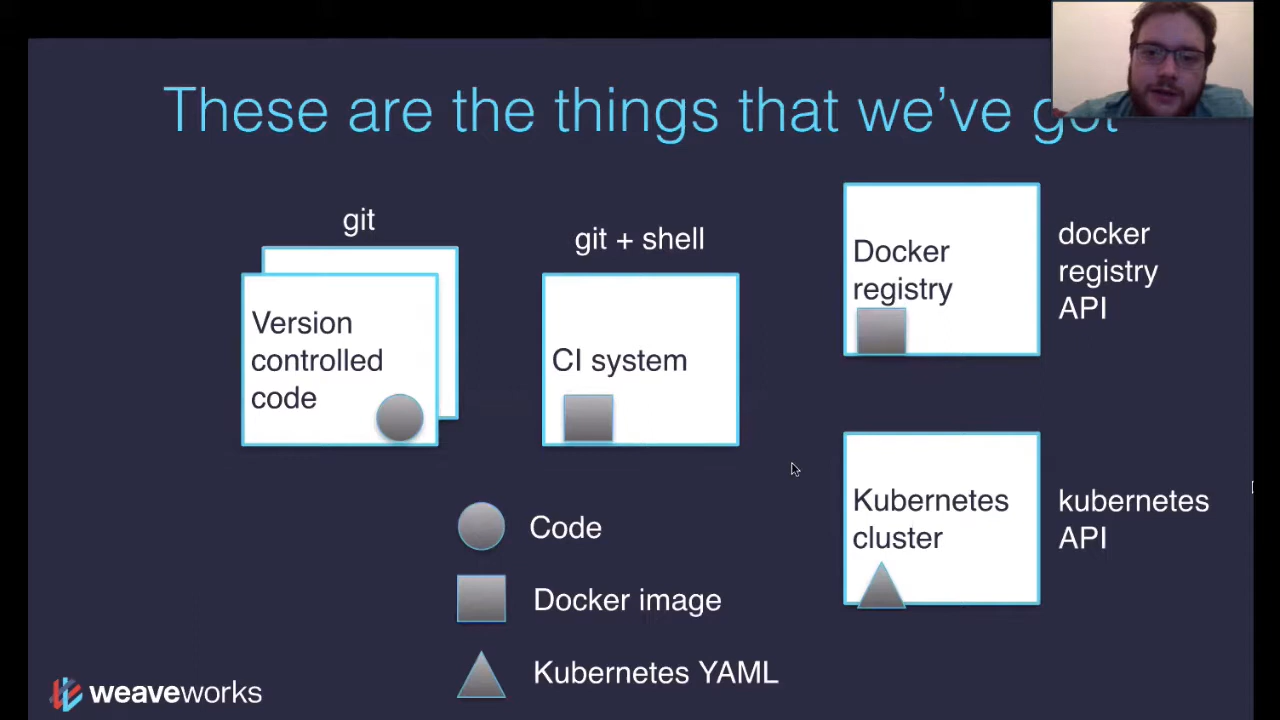 These are the things that we've got
git
Version
controlled
code
git + shell
CI system
Docker
registry
docker
registry
API
Kubernetes
cluster
kubernetes
API
Code
Docker image
Kubernetes YAML
weaveworks